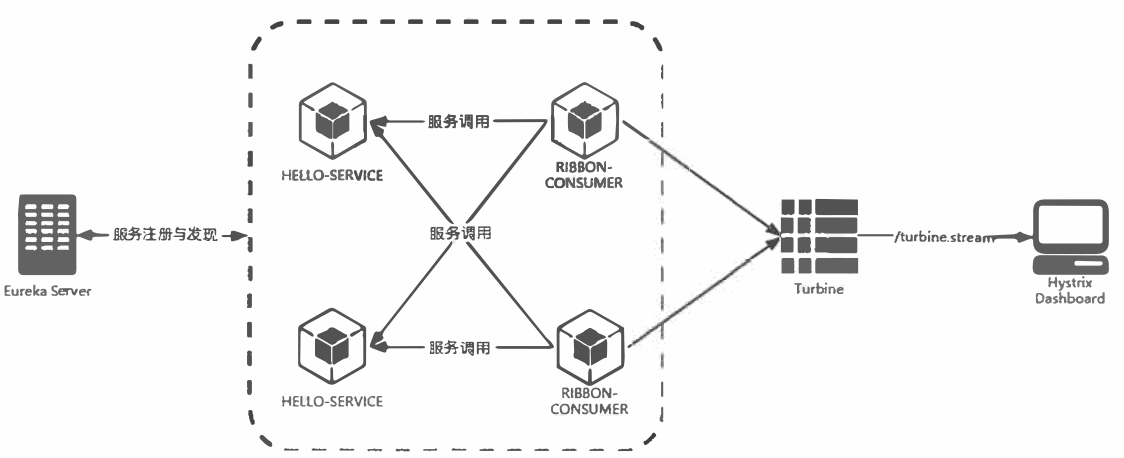 服务调用
HELLO-SERVICE
RIBBON-
CONSUMER
Eureka Server
服务注册与发现
服务调用
Turbine
/turbine.stream
Hystrix
Dashboard
服务调用
HELLO-SERVICE
RIBBON-
CONSUMER